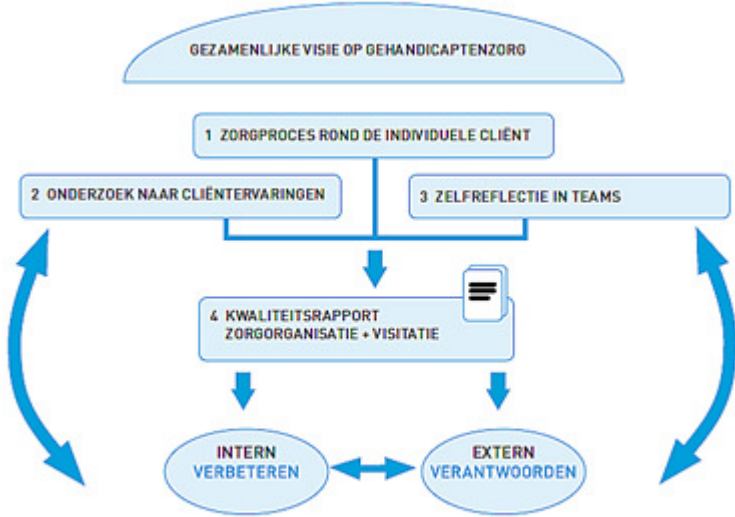 GEZAMENLIJKE VISIE OP GEHANDICAPTENZORG
1 ZORGPROCES ROND DE INDIVIDUELE CLIËNT
2 ONDERZOEK NAAR CLIËNTERVARINGEN
3 ZELFREFLECTIE IN TEAMS
4 KWALITEITSRAPPORT
ZORGORGANISATIE + VISITATIE
INTERN
VERBETEREN
EXTERN
VERANTWOORDEN